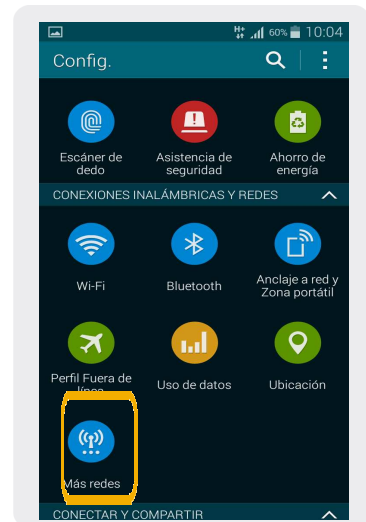 H+ 60% 10:04
Config.
Escáner de dedo
Asistencia de seguridad
Ahorro de energía
CONEXIONES INALÁMBRICAS Y REDES
Wi-Fi
Bluetooth
Anclaje a red y Zona portátil
Perfil Fuera de línea
Uso de datos
Ubicación
Más redes
CONECTAR Y COMPARTIR